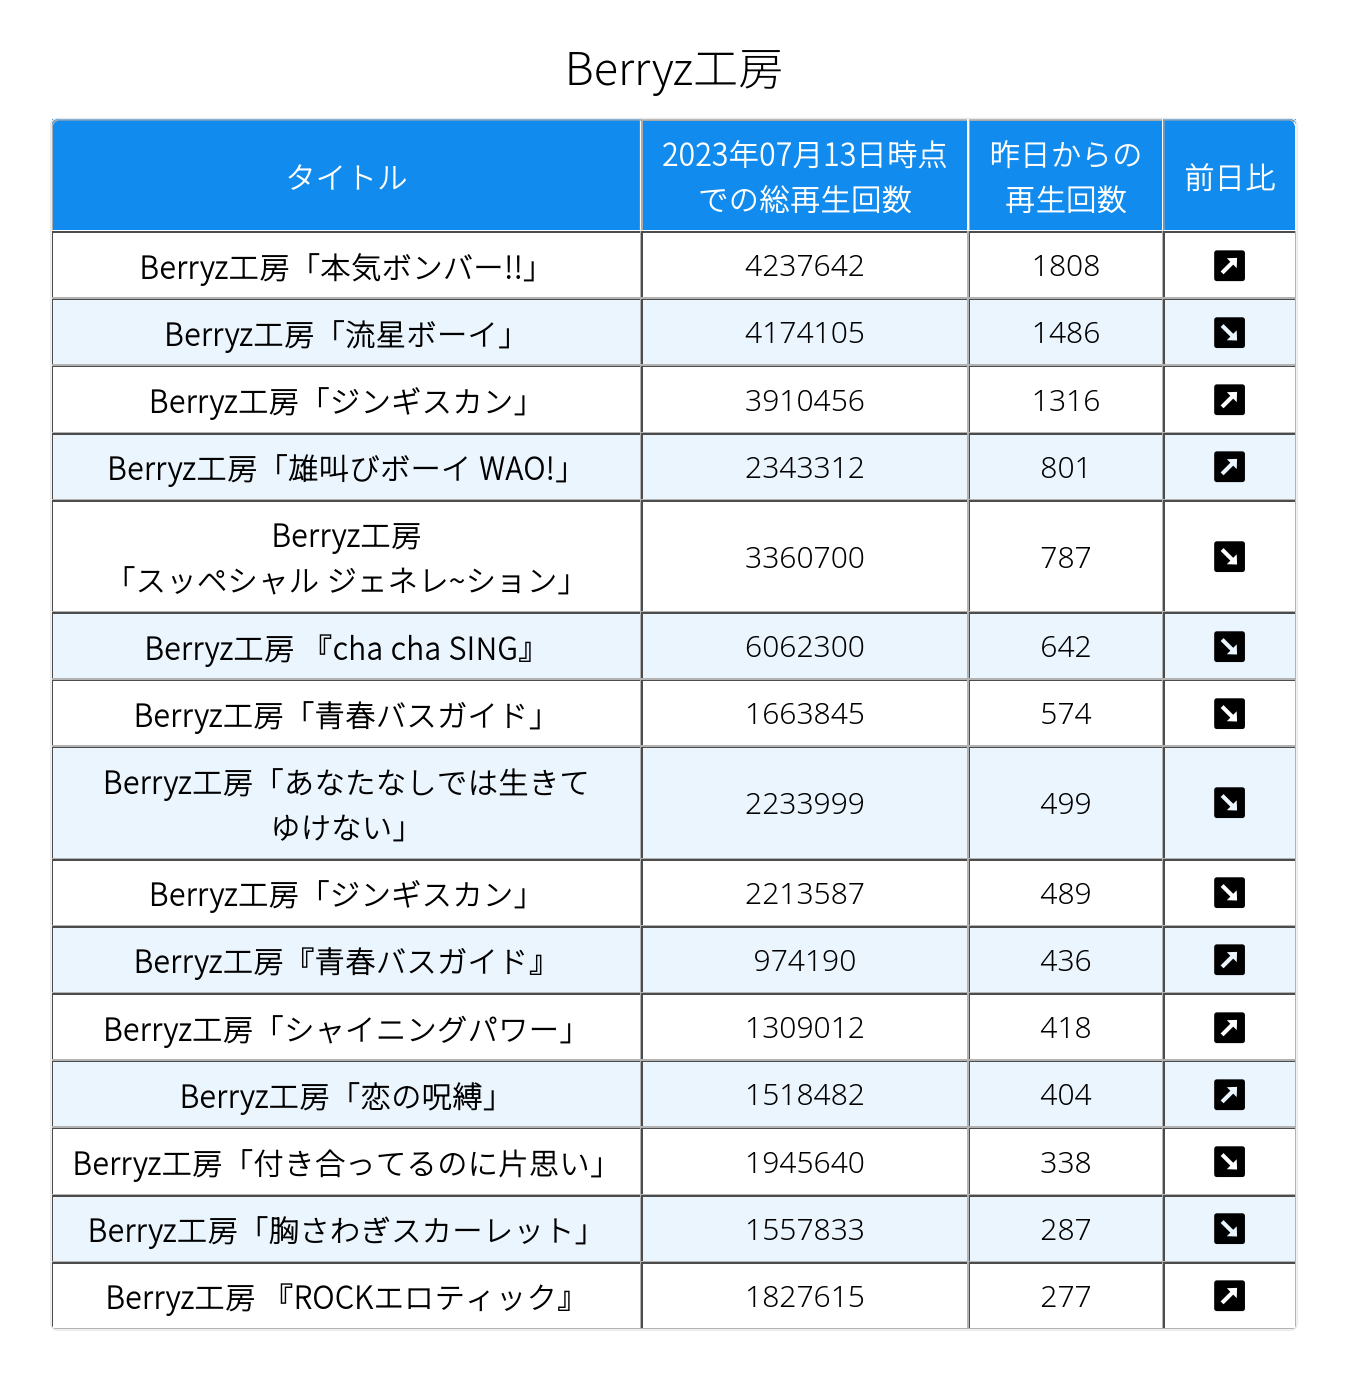 Berryz工房
タイトル
2023年07月13日時点
での総再生回数
昨日からの
再生回数
前日比
Berryz工房「本気ボンバー!!」 4237642 1808
Berryz工房「流星ボーイ」 4174105 1486
Berryz工房「ジンギスカン」 3910456 1316
Berryz工房「雄叫びボーイ WAO!」 2343312 801
Berryz工房
「スッペシャル ジェネレ~ション」 3360700 787
Berryz工房 『cha cha SING』 6062300 642
Berryz工房「青春バスガイド」 1663845 574
Berryz工房「あなたなしでは生きて
ゆけない」 2233999 499
Berryz工房「ジンギスカン」 2213587 489
Berryz工房『青春バスガイド』 974190 436
Berryz工房「シャイニングパワー」 1309012 418
Berryz工房「恋の呪縛」 1518482 404
Berryz工房「付き合ってるのに片思い」 1945640 338
Berryz工房「胸さわぎスカーレット」 1557833 287
Berryz工房 『ROCKエロティック』 1827615 277